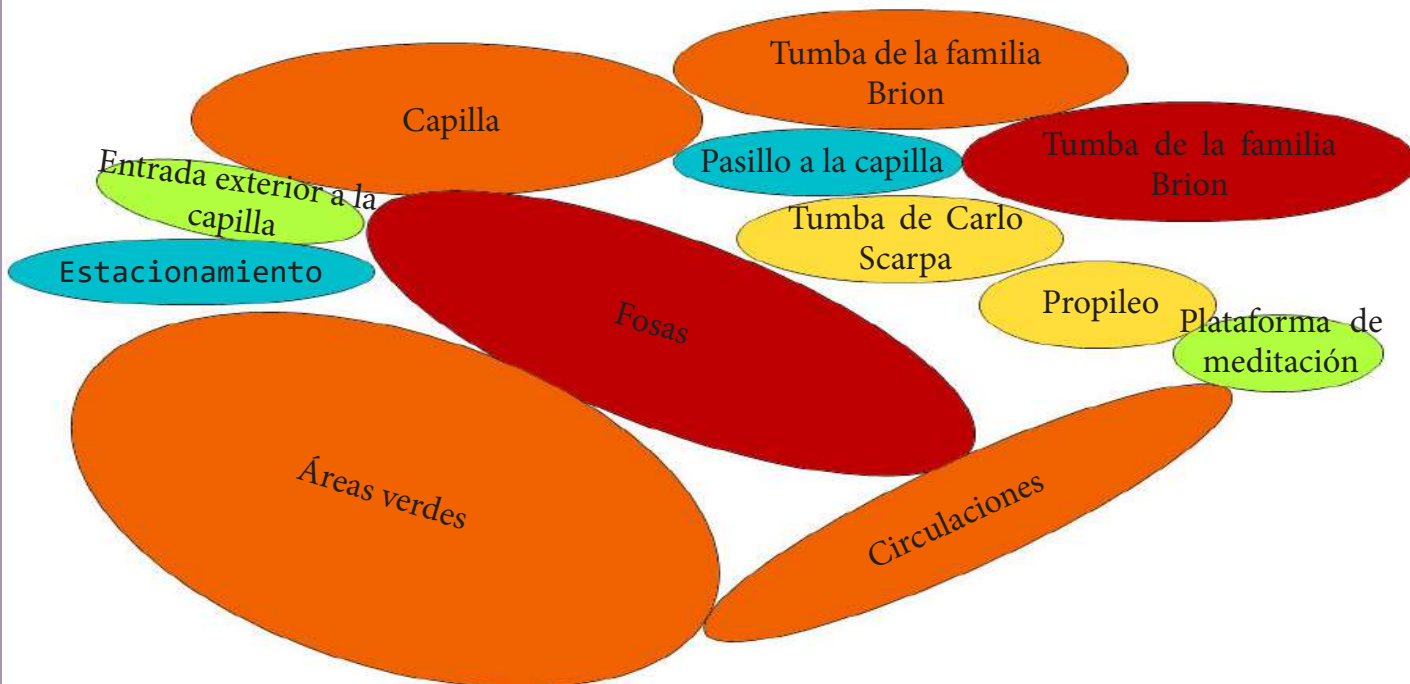 Tumba de la familia
Brion
Capilla
Tumba de la familia
Brion
Pasillo a la capilla
Entrada exterior a la
capilla
Tumba de Carlo
Scarpa
Estacionamiento
Propileo
Fosas
Plataforma de
meditación
Áreas verdes
Circulaciones